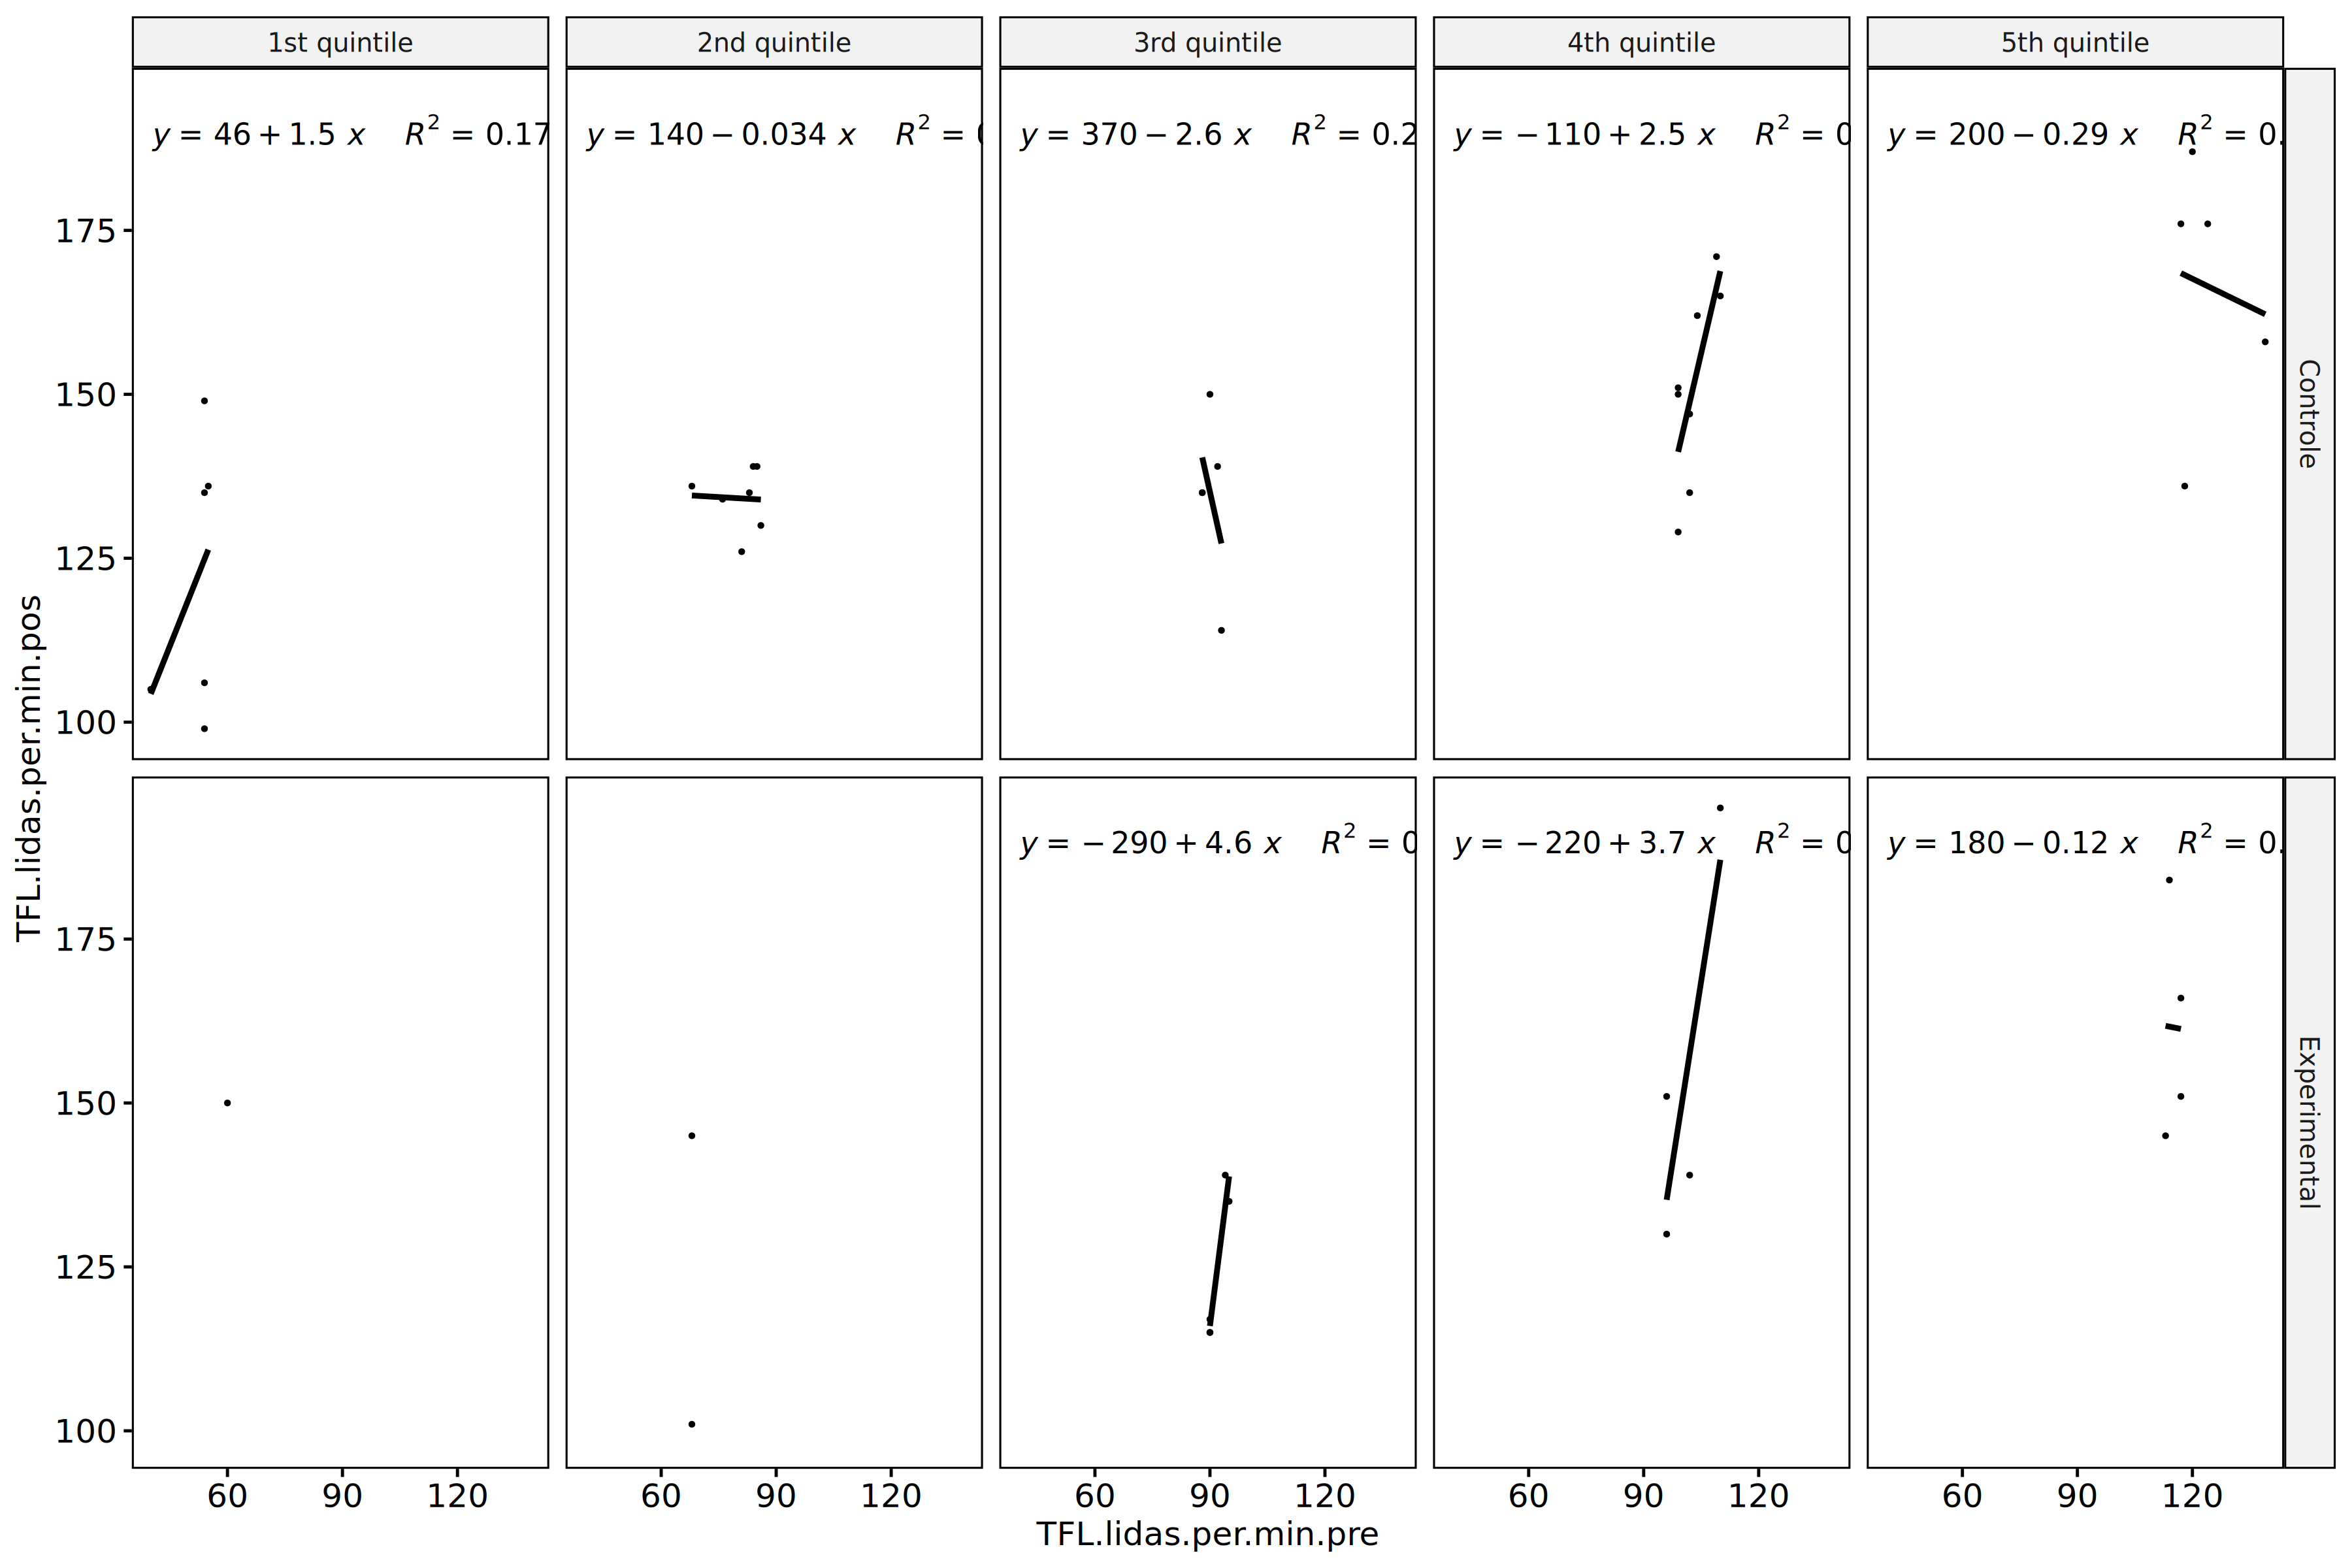 1st quintile 2nd quintile 3rd quintile 4th quintile 5th quintile
y = 46 + 1.5 x R² = 0.17
y = 140 − 0.034 x R² =
y = 370 − 2.6 x R² = 0.2
y = −110 + 2.5 x R² = 0
y = 200 − 0.29 x R² = 0.
175
150
125
100
Controle
TFL.lidas.per.min.pos
y = −290 + 4.6 x R² = 0
y = −220 + 3.7 x R² = 0
y = 180 − 0.12 x R² = 0.
175
150
125
100
Experimental
60 90 120 60 90 120 60 90 120 60 90 120 60 90 120
TFL.lidas.per.min.pre